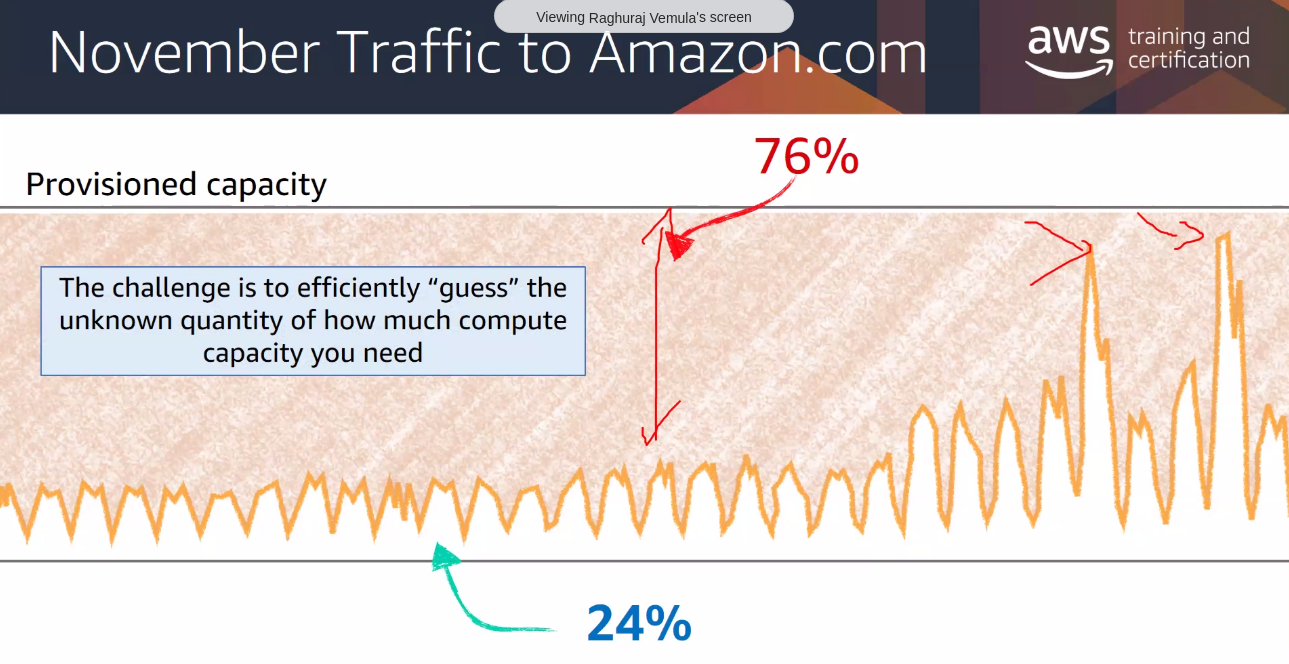 Viewing Raghuraj Vemula's screen
November Traffic to Amazon.com
aws
training and
certification
76%
Provisioned capacity
The challenge is to efficiently “guess” the
unknown quantity of how much compute
capacity you need
24%